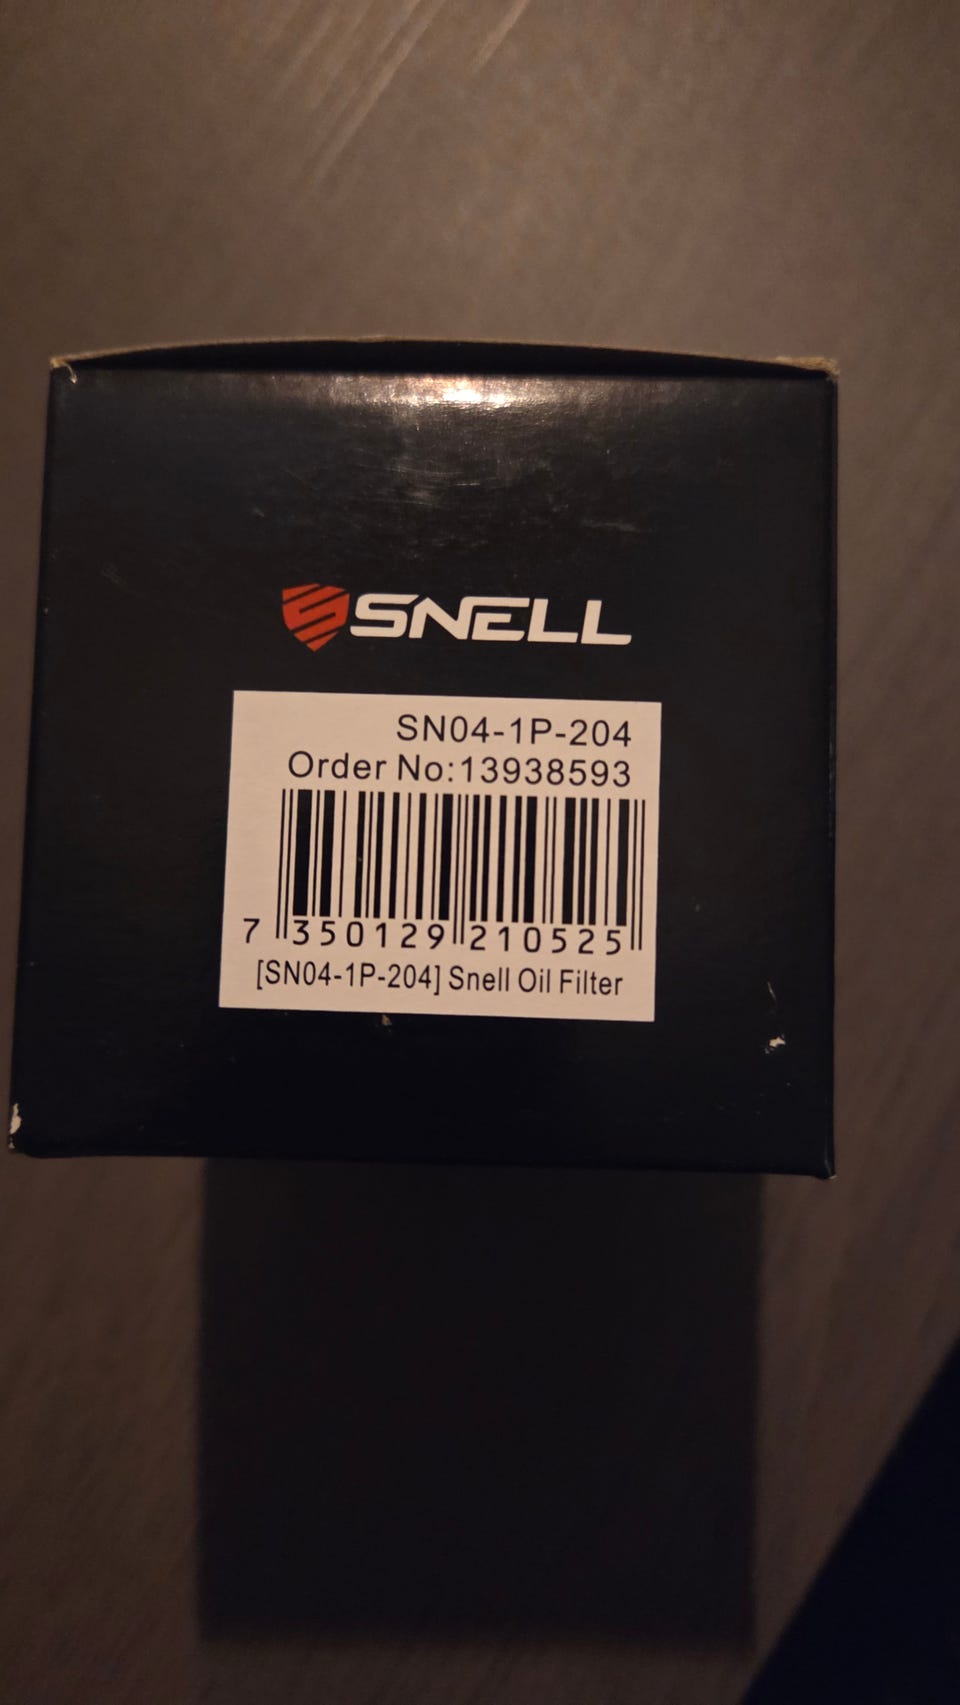 SNELL
SN04-1P-204
Order No:13938593
7 350129 210525
[SN04-1P-204] Snell Oil Filter